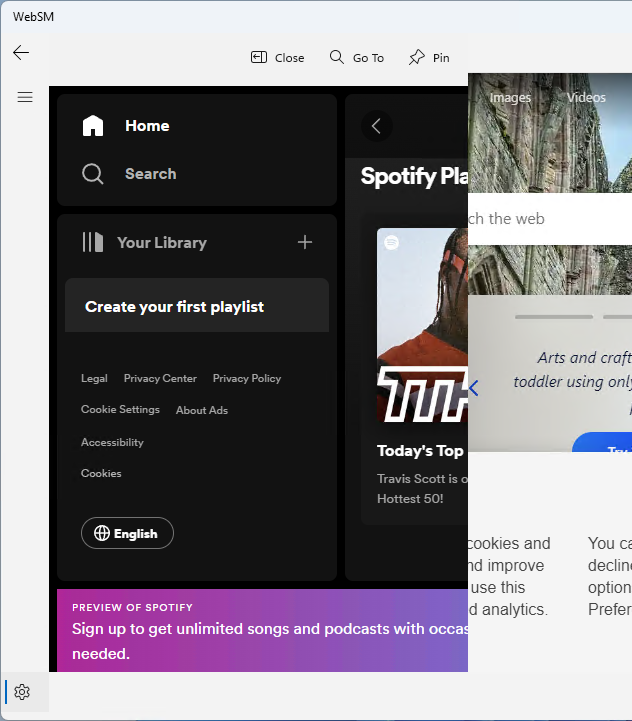 WebSM
Close
Go To
Pin
Home
Search
Your Library
Create your first playlist
Legal
Privacy Center
Privacy Policy
Cookie Settings
About Ads
Accessibility
Cookies
English
Spotify Pla
Today's Top
Travis Scott is o
Hottest 50!
PREVIEW OF SPOTIFY
Sign up to get unlimited songs and podcasts with occas
needed.
Images
Videos
ch the web
Arts and craft
toddler using only
Try
cookies and
nd improve
use this
d analytics.
You ca
decline
option
Prefer